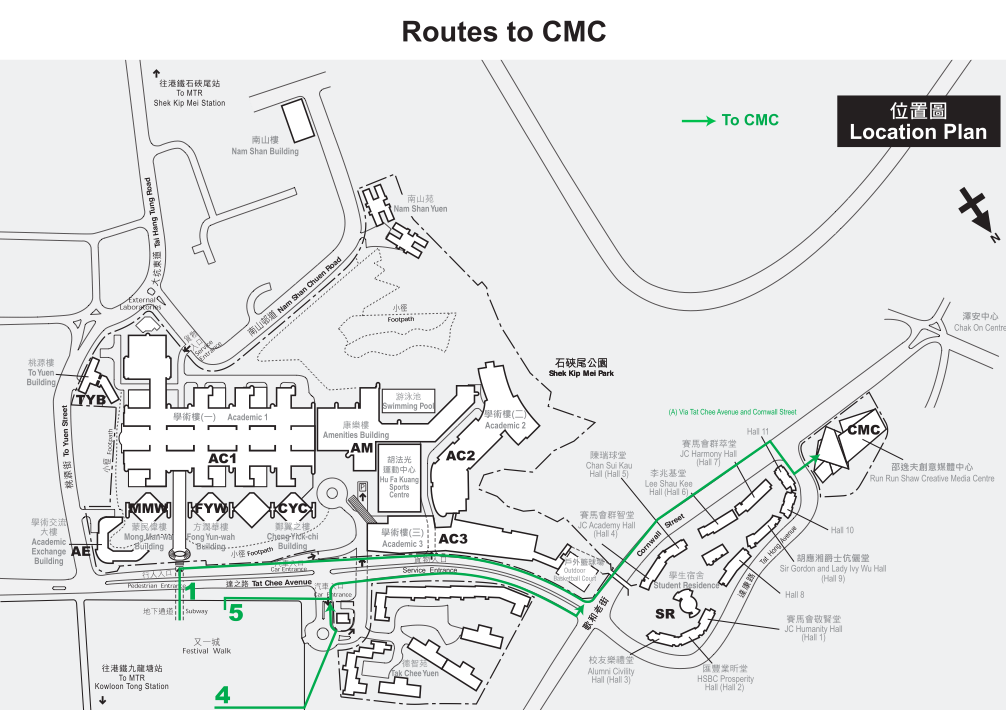 Routes to CMC
往港鐵石硤尾站
To MTR
Shek Kip Mei Station
To CMC
位置圖
Location Plan
南山樓
Nam Shan Building
南山苑
Nam Shan Yuen
N
大坑東道 Tai Hang Tung Road
南山邨道 Nam Shan Chuen Road
External
Laboratories
Service
Entrance
小徑
Footpath
澤安中心
Chak On Centre
桃源樓
To Yuen
Building
TYB
石硤尾公園
Shek Kip Mei Park
游泳池
Swimming Pool
學術樓(一) Academic 1
學術樓(二)
Academic 2
康樂樓
Amenities Building
AM
AC1
AC2
胡法光
運動中心
Hu Fa Kuang
Sports
Centre
桃源街 To Yuen Street
小徑 Footpath
(A) Via Tat Chee Avenue and Cornwall Street
Hall 11
CMC
賽馬會群萃堂
JC Harmony Hall
(Hall 7)
陳瑞球堂
Chan Sui Kau
Hall (Hall 5)
李兆基堂
Lee Shau Kee
Hall (Hall 6)
邵逸夫創意媒體中心
Run Run Shaw Creative Media Centre
MMW
FYW
CYC
蒙民偉樓
Mong Man-wai
Building
方潤華樓
Fong Yun-wah
Building
鄭翼之樓
Cheng Yick-chi
Building
學術交流
大樓
Academic
Exchange
Building
AE
小徑 Footpath
學術樓(三)
Academic 3
AC3
賽馬會群智堂
JC Academy Hall
(Hall 4)
Cornwall Street
Hall 10
Tat Hong Avenue
達康路
胡應湘爵士伉儷堂
Sir Gordon and Lady Ivy Wu Hall
(Hall 9)
戶外籃球場
Outdoor
Basketball Court
學生宿舍
Student Residence
Hall 8
SR
歌和老街
行人入口
Pedestrian Entrance
Car Entrance
Service Entrance
達之路 Tat Chee Avenue
汽車入口
Car Entrance
1
5
地下通道 Subway
又一城
Festival Walk
賽馬會敬賢堂
JC Humanity Hall
(Hall 1)
往港鐵九龍塘站
To MTR
Kowloon Tong Station
德智苑
Tak Chee Yuen
校友樂禮堂
Alumni Civility
Hall (Hall 3)
匯豐業昕堂
HSBC Prosperity
Hall (Hall 2)
4